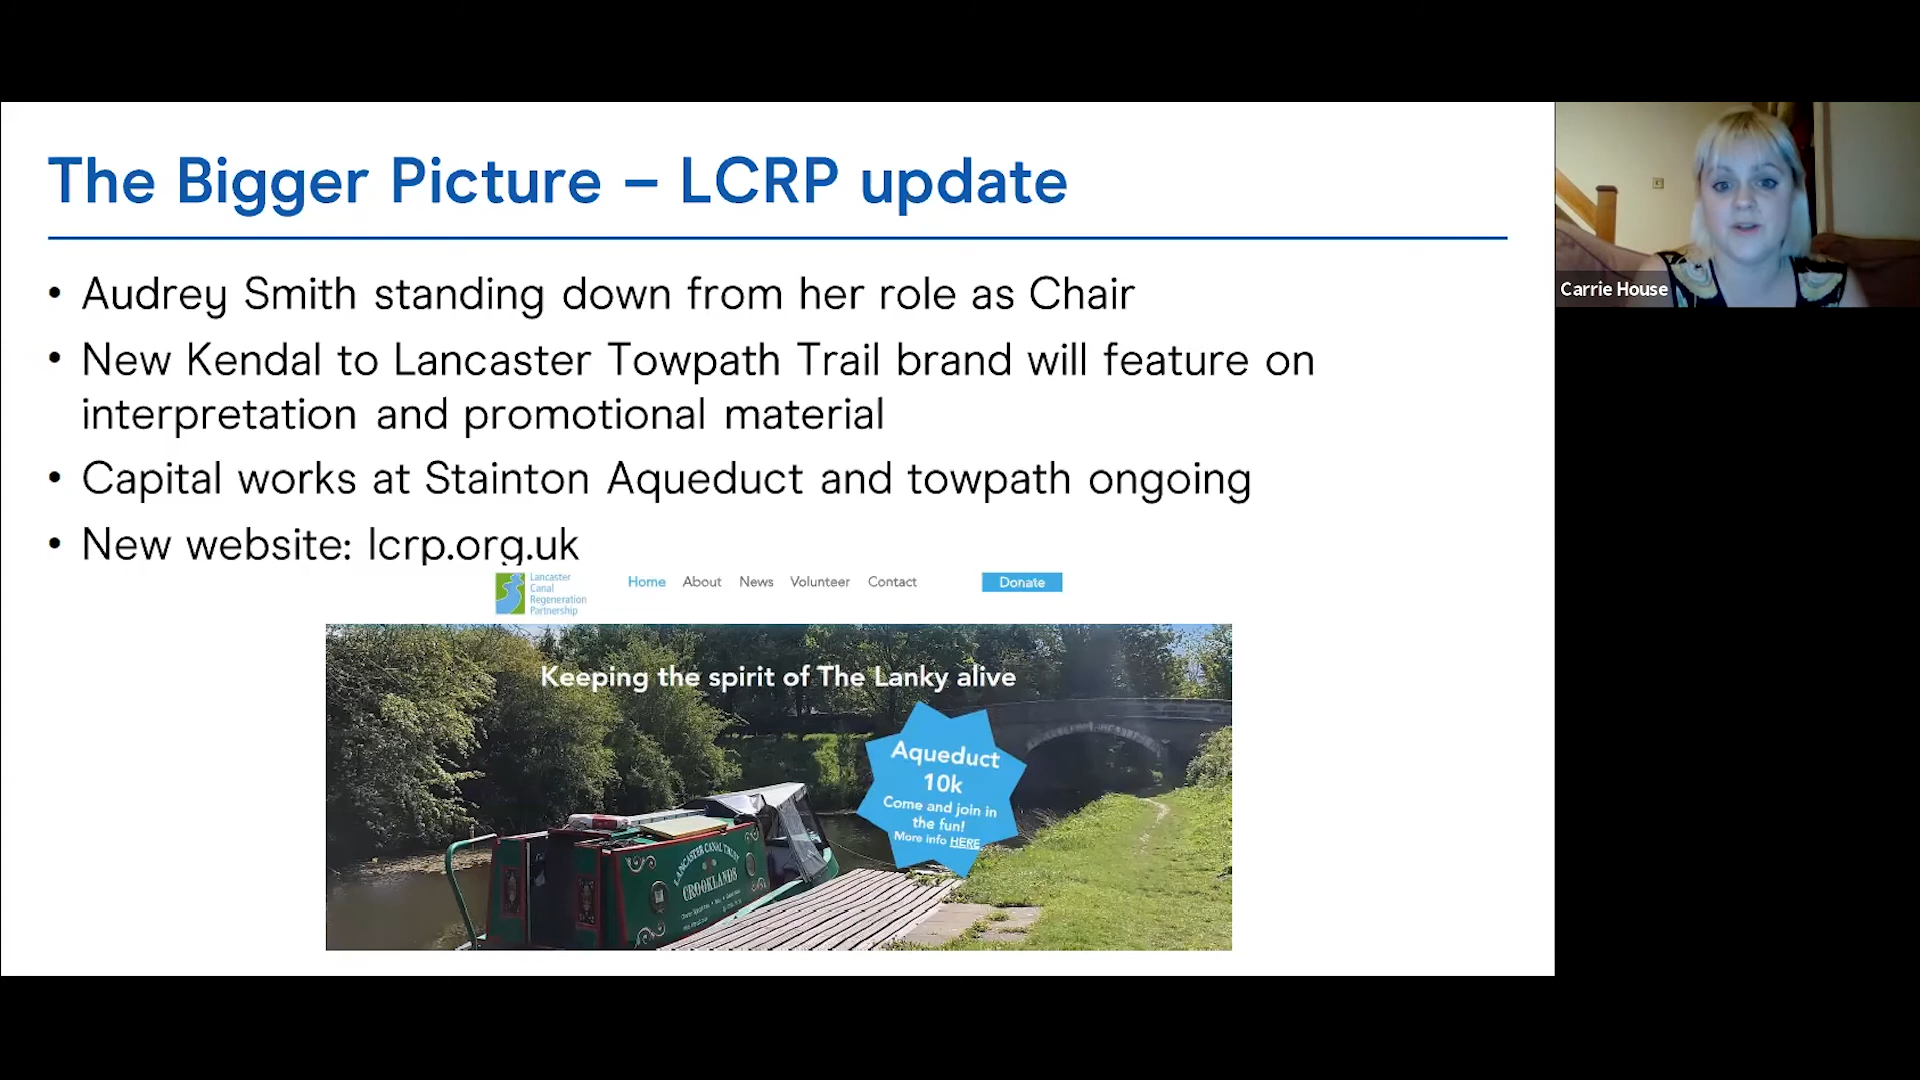 The Bigger Picture – LCRP update
• Audrey Smith standing down from her role as Chair
• New Kendal to Lancaster Towpath Trail brand will feature on
interpretation and promotional material
• Capital works at Stainton Aqueduct and towpath ongoing
• New website: lcrp.org.uk
Lancaster
Canal
Regeneration
Partnership
Home About News Volunteer Contact Donate
Keeping the spirit of The Lanky alive
Aqueduct
10k
Come and join in
the fun!
More info HERE
LANCASTER CANAL TRUST
CROOKLANDS
Carrie House